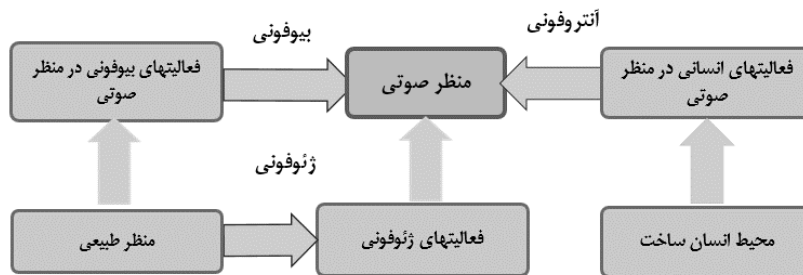 آنتروفونی
بیوفونی
فعالیتهای انسانی در منظر
صوتی
منظر صوتی
فعالیتهای بیوفونی در منظر
صوتی
ژئوفونی
محیط انسان ساخت
فعالیتهای ژئوفونی
منظر طبیعی